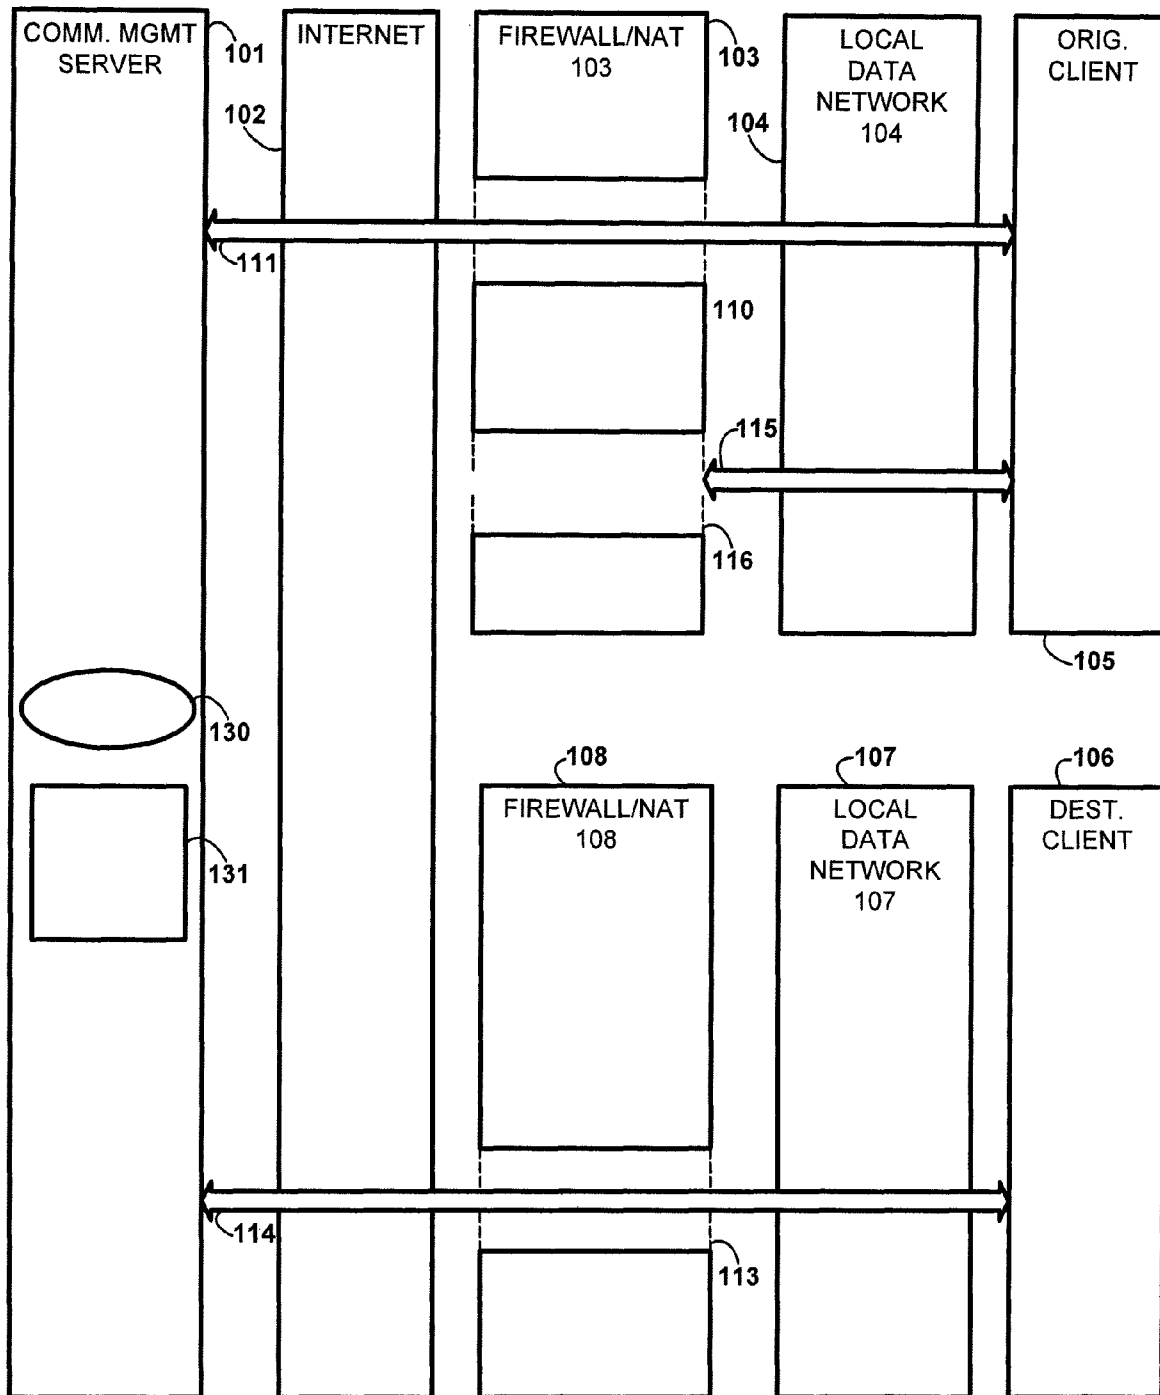 COMM. MGMT
SERVER
101
INTERNET
102
FIREWALL/NAT
103
103
LOCAL
DATA
NETWORK
104
104
ORIG.
CLIENT
111
110
115
116
105
130
131
108
FIREWALL/NAT
108
107
LOCAL
DATA
NETWORK
107
106
DEST.
CLIENT
114
113